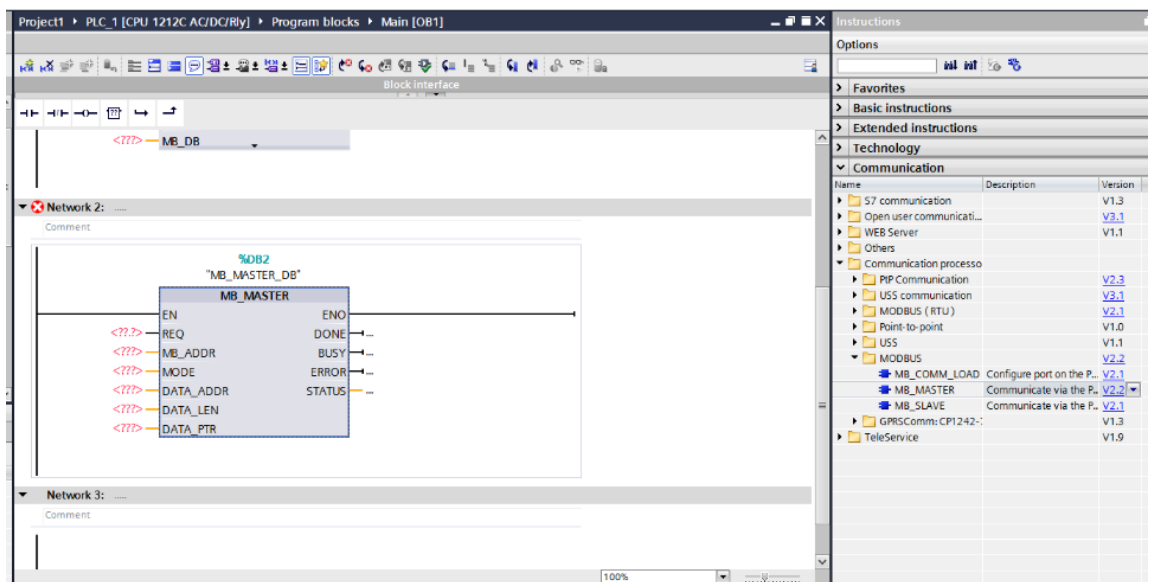 Project1 ▸ PLC_1 [CPU 1212C AC/DC/Rly] ▸ Program blocks ▸ Main [OB1]
Block interface
<???> MB_DB
Network 2:
Comment
%DB2
"MB_MASTER_DB"
MB_MASTER
EN ENO
<??.?> REQ DONE ...
<???> MB_ADDR BUSY ...
<???> MODE ERROR ...
<???> DATA_ADDR STATUS ...
<???> DATA_LEN
<???> DATA_PTR
Network 3:
Comment
100%
Instructions
Options
Favorites
Basic instructions
Extended instructions
Technology
Communication
Name Description Version
S7 communication V1.3
Open user communicati... V3.1
WEB Server V1.1
Others
Communication processo
PtP Communication V2.3
USS communication V3.1
MODBUS (RTU) V2.1
Point-to-point V1.0
USS V1.1
MODBUS V2.2
MB_COMM_LOAD Configure port on the P... V2.1
MB_MASTER Communicate via the P... V2.2
MB_SLAVE Communicate via the P... V2.1
GPRSComm: CP1242-7 V1.3
TeleService V1.9